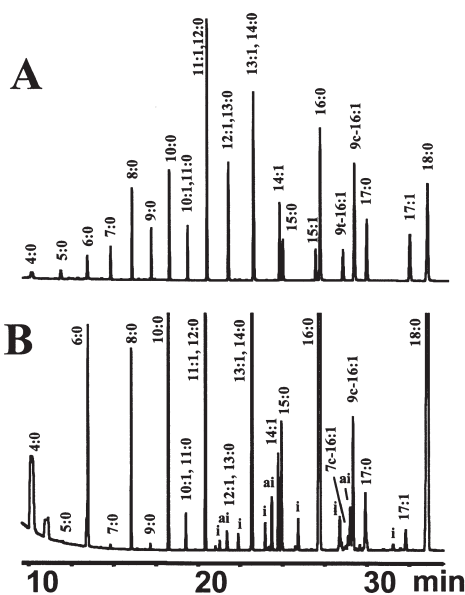 A
4:0
5:0
6:0
7:0
8:0
9:0
10:0
10:1,11:0
11:1,12:0
12:1,13:0
13:1, 14:0
14:1
15:0
15:1
16:0
9t-16:1
9c-16:1
17:0
17:1
18:0
B
4:0
5:0
6:0
7:0
8:0
9:0
10:0
10:1, 11:0
11:1, 12:0
i.
a.
i.
12:1, 13:0
i.
13:1, 14:0
i.
a.
14:1
15:0
i.
16:0
7c-16:1
a.
9c-16:1
17:0
i.
17:1
18:0
10 20 30 min